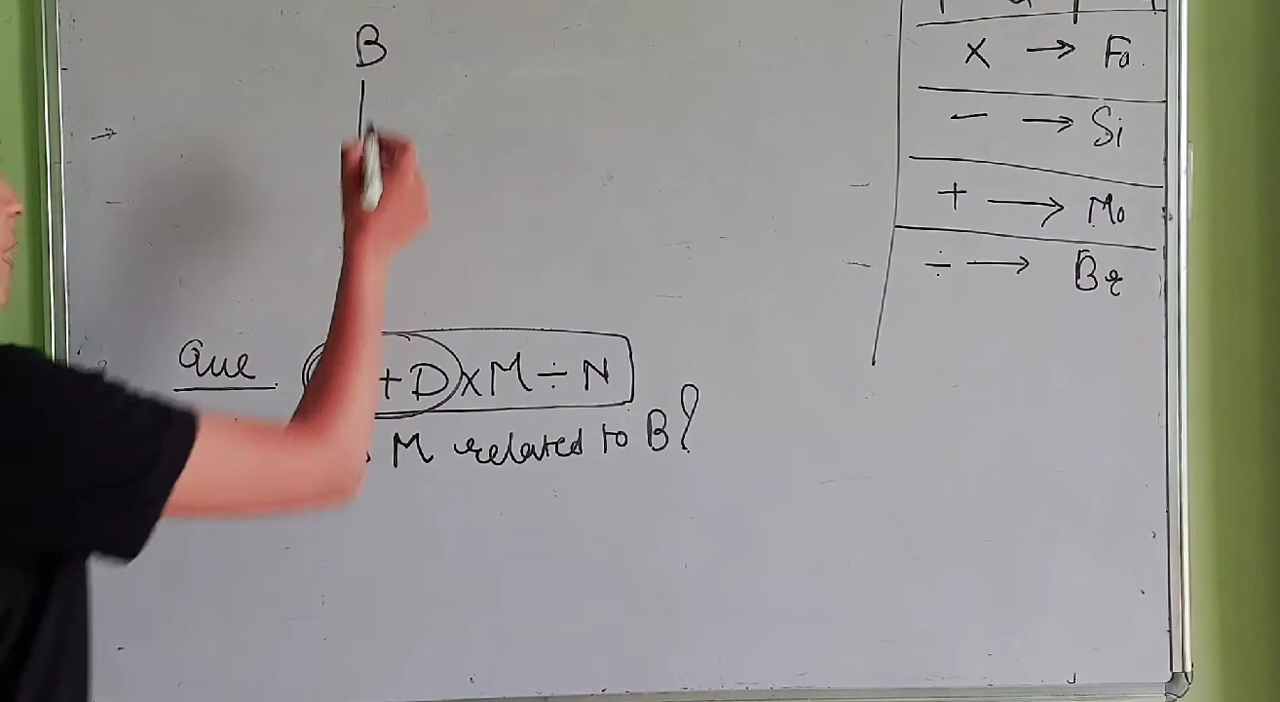 B
× → Fa
− → Si
+ → Mo
÷ → Br
Que +D×M÷N
M related to B?